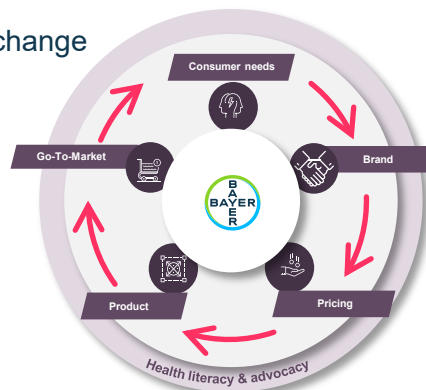 change
Consumer needs
Go-To-Market
Brand
BAYER
BAYER
Product
Pricing
Health literacy & advocacy